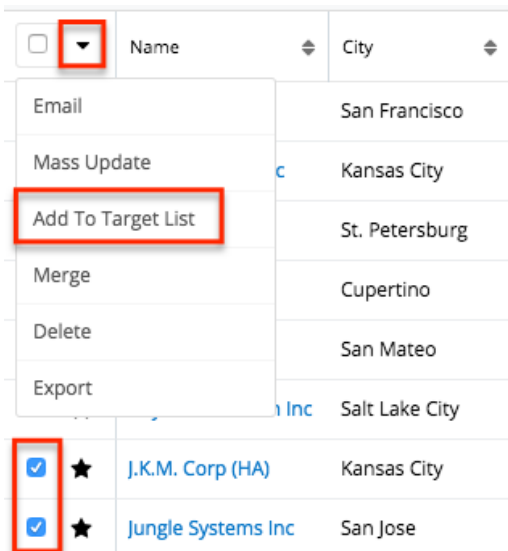 Name City
Email
San Francisco
Mass Update
c Kansas City
Add To Target List
St. Petersburg
Merge
Cupertino
Delete
San Mateo
Export
Inc Salt Lake City
J.K.M. Corp (HA) Kansas City
Jungle Systems Inc San Jose